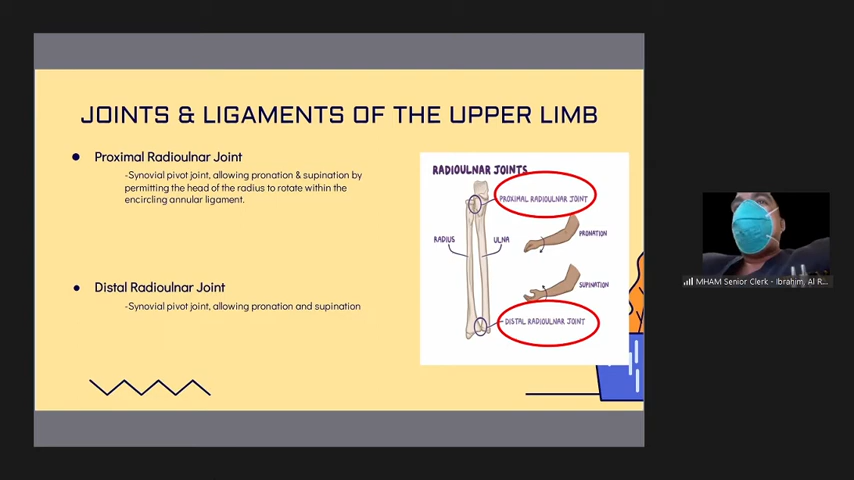 JOINTS & LIGAMENTS OF THE UPPER LIMB
Proximal Radioulnar Joint
-Synovial pivot joint, allowing pronation & supination by
permitting the head of the radius to rotate within the
encircling annular ligament.
Distal Radioulnar Joint
-Synovial pivot joint, allowing pronation and supination
RADIOULNAR JOINTS
PROXIMAL RADIOULNAR JOINT
RADIUS
ULNA
PRONATION
SUPINATION
DISTAL RADIOULNAR JOINT
MHAM Senior Clerk - Ibrahim, Al R...